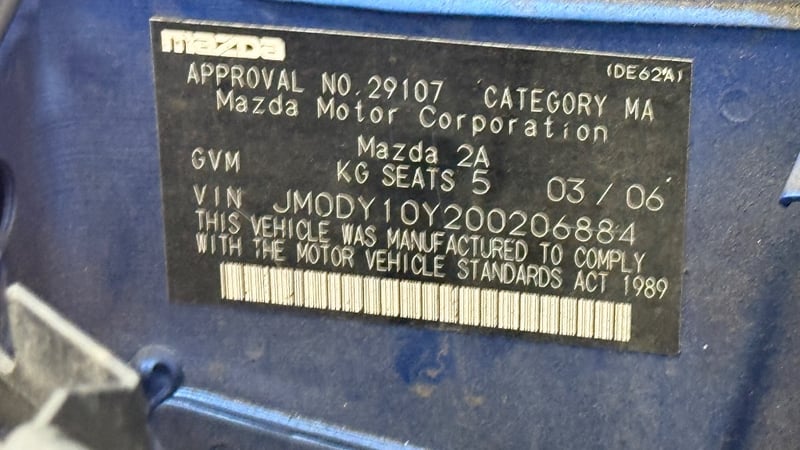 mazda
(DE62A)
APPROVAL NO.29107 CATEGORY MA
Mazda Motor Corporation
Mazda 2A
GVM KG SEATS 5 03 / 06
VIN JM0DY10Y200206884
THIS VEHICLE WAS MANUFACTURED TO COMPLY
WITH THE MOTOR VEHICLE STANDARDS ACT 1989